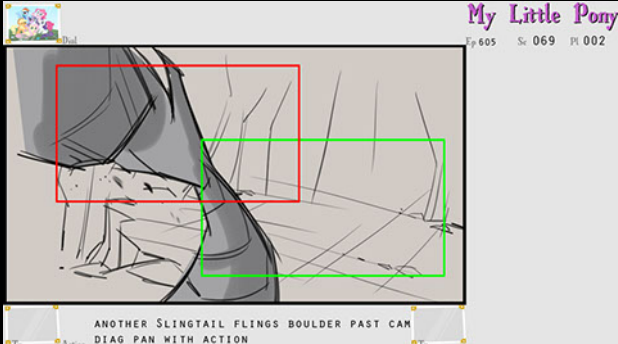 My Little Pony
Ep 605 Sc 069 Pl 002
Dial
ANOTHER SLINGTAIL FLINGS BOULDER PAST CAM
DIAG PAN WITH ACTION